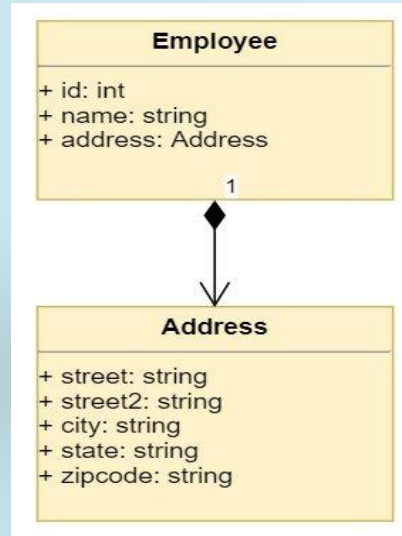 Employee
+ id: int
+ name: string
+ address: Address
1
Address
+ street: string
+ street2: string
+ city: string
+ state: string
+ zipcode: string